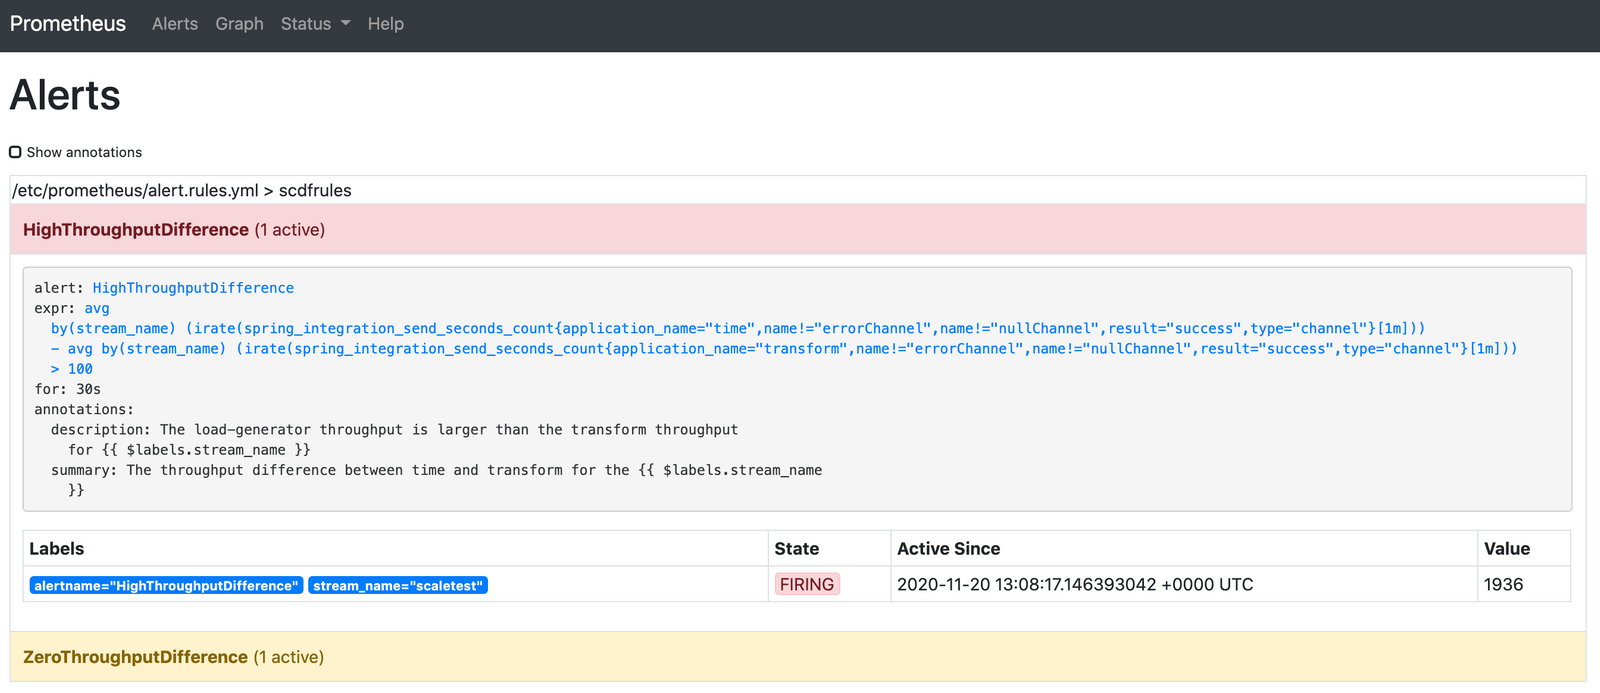 Prometheus Alerts Graph Status Help
Alerts
Show annotations
/etc/prometheus/alert.rules.yml > scdfrules
HighThroughputDifference (1 active)
alert: HighThroughputDifference
expr: avg
by(stream_name) (irate(spring_integration_send_seconds_count{application_name="time",name!="errorChannel",name!="nullChannel",result="success",type="channel"}[1m]))
- avg by(stream_name) (irate(spring_integration_send_seconds_count{application_name="transform",name!="errorChannel",name!="nullChannel",result="success",type="channel"}[1m]))
> 100
for: 30s
annotations:
description: The load-generator throughput is larger than the transform throughput
for {{ $labels.stream_name }}
summary: The throughput difference between time and transform for the {{ $labels.stream_name
}}
Labels State Active Since Value
alertname="HighThroughputDifference" stream_name="scaletest" FIRING 2020-11-20 13:08:17.146393042 +0000 UTC 1936
ZeroThroughputDifference (1 active)